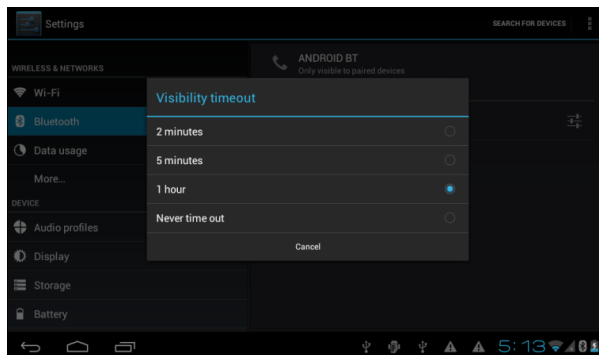 Settings
SEARCH FOR DEVICES
WIRELESS & NETWORKS
ANDROID BT
Only visible to paired devices
Wi-Fi
Bluetooth
Data usage
More...
DEVICE
Audio profiles
Display
Storage
Battery
Visibility timeout
2 minutes
5 minutes
1 hour
Never time out
Cancel
5:13